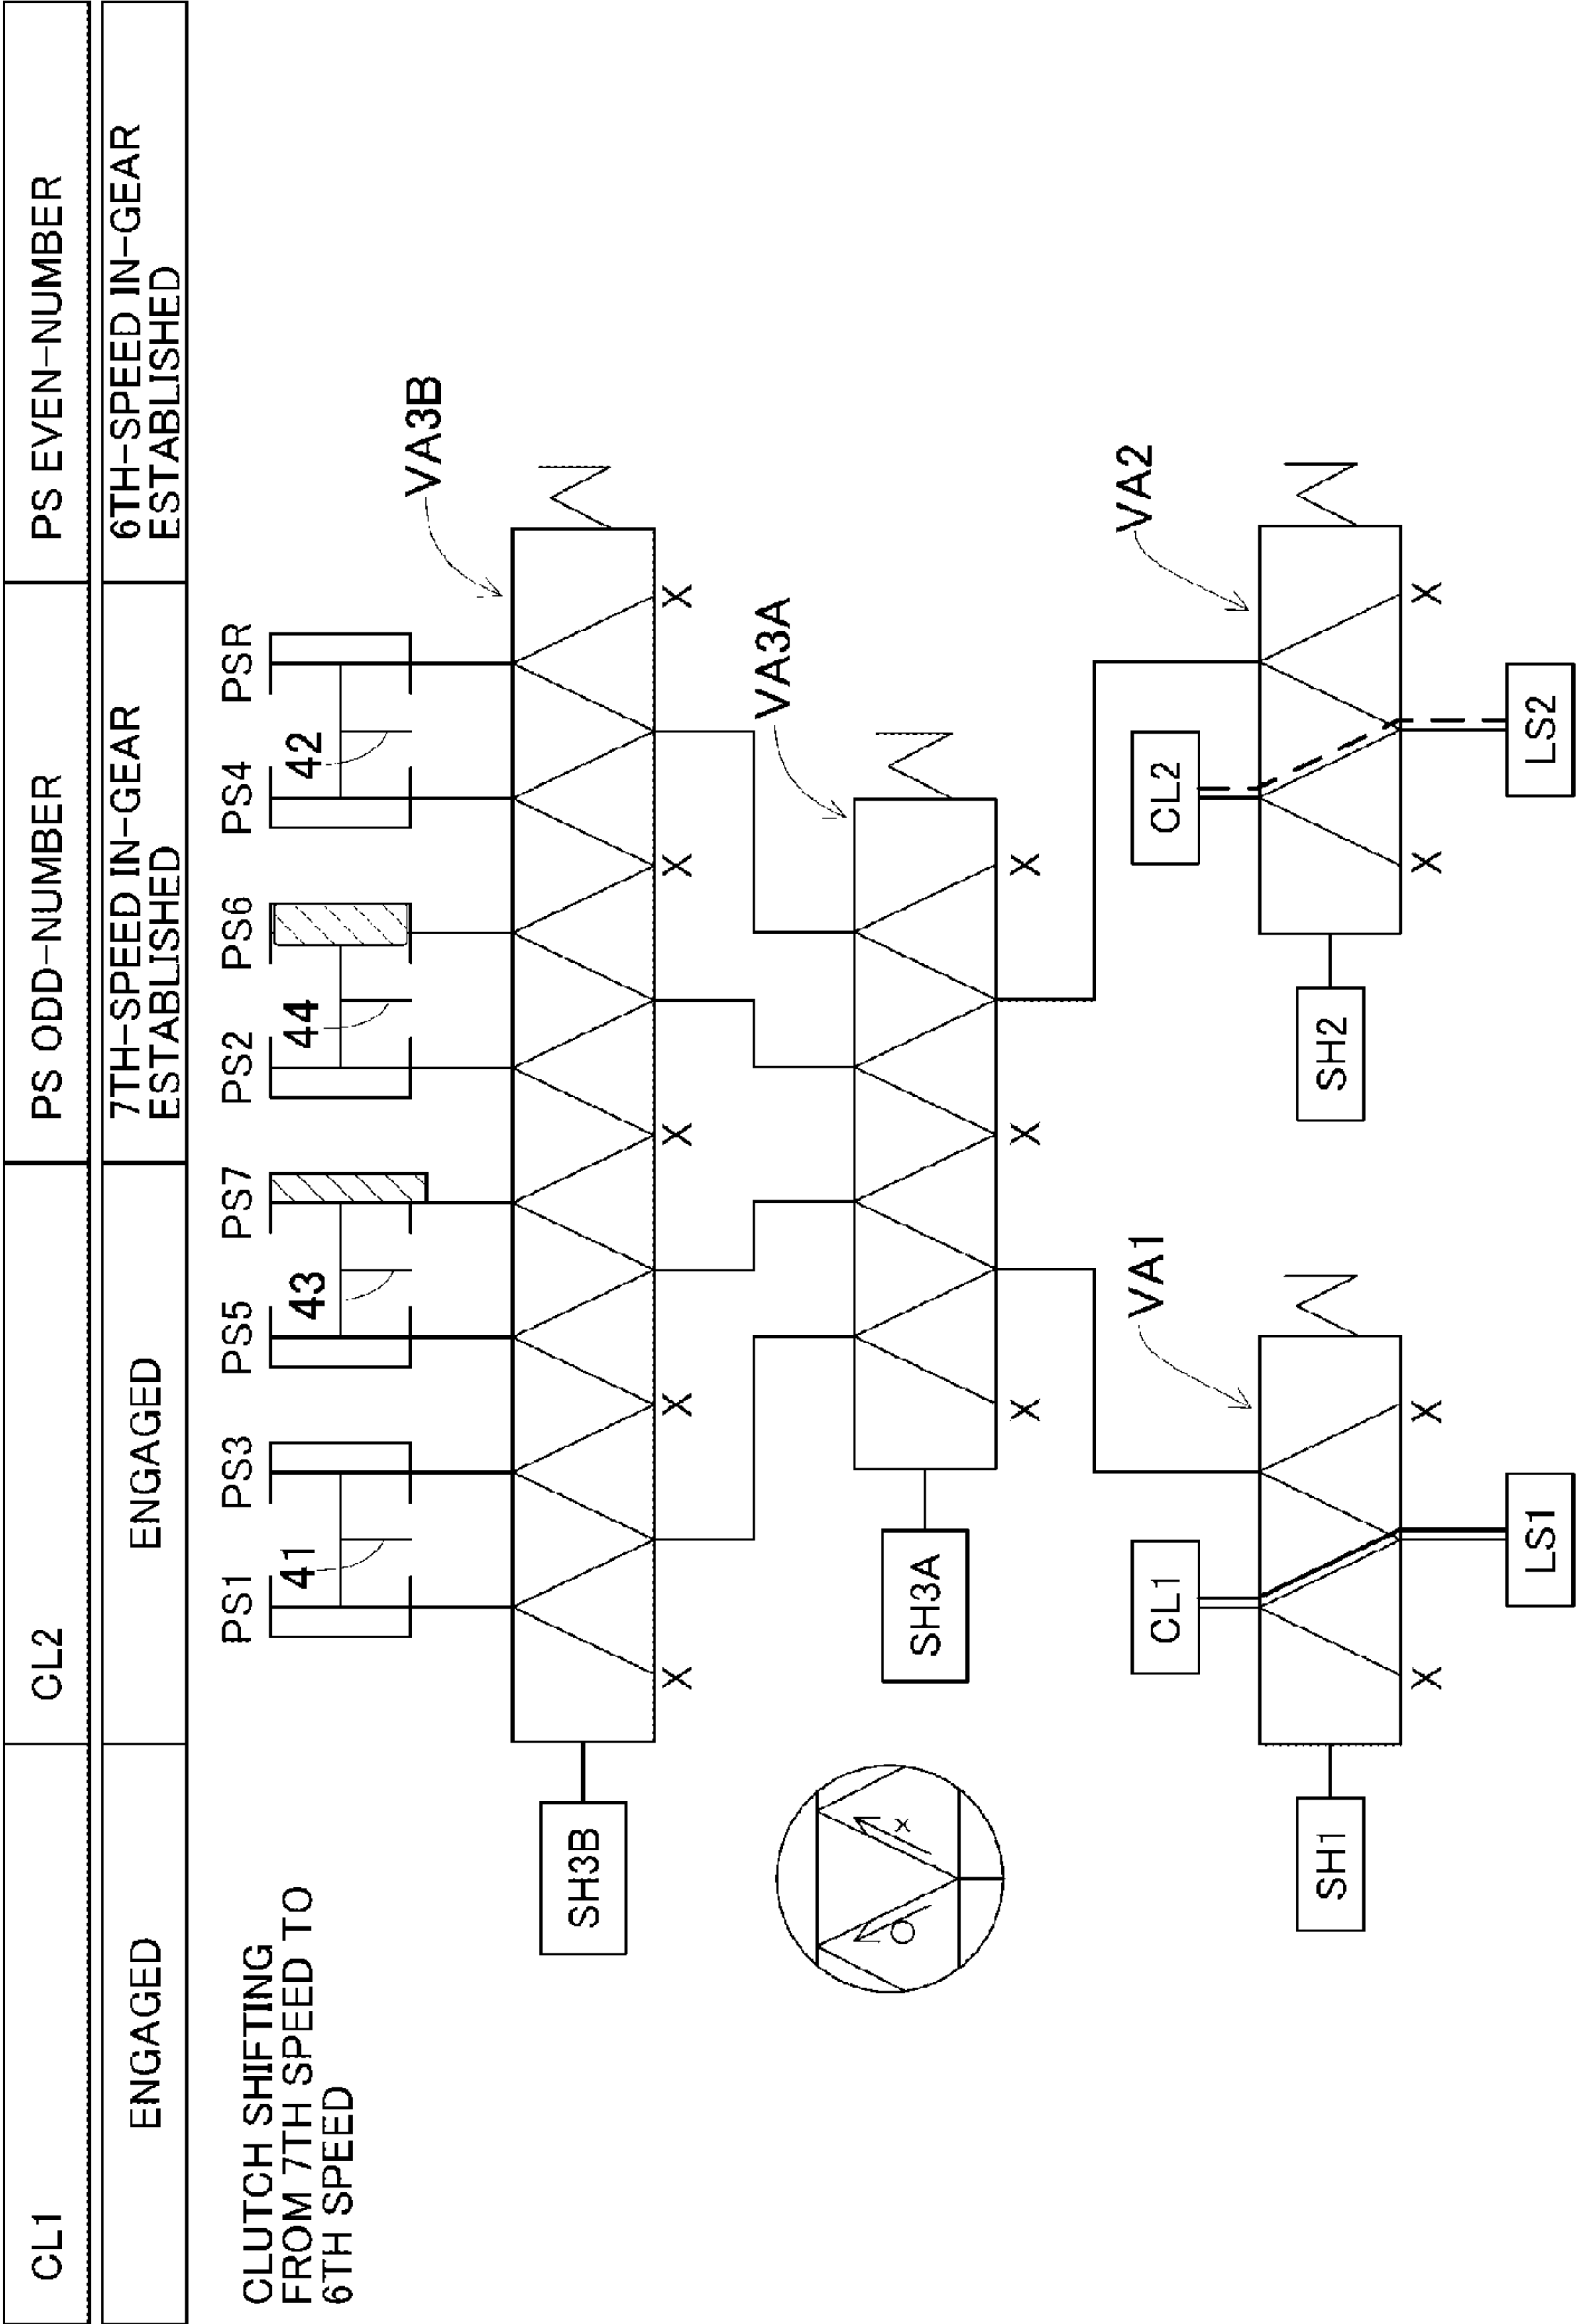 CL1
CL2
PS ODD-NUMBER
PS EVEN-NUMBER
ENGAGED
ENGAGED
7TH-SPEED IN-GEAR
ESTABLISHED
6TH-SPEED IN-GEAR
ESTABLISHED
CLUTCH SHIFTING
FROM 7TH SPEED TO
6TH SPEED
PS1
PS3
PS5
PS7
PS2
PS6
PS4
PSR
41
43
44
42
VA3B
SH3B
X
X
X
X
X
VA3A
SH3A
X
X
X
O
x
VA1
VA2
CL1
CL2
SH1
SH2
X
X
X
X
LS1
LS2